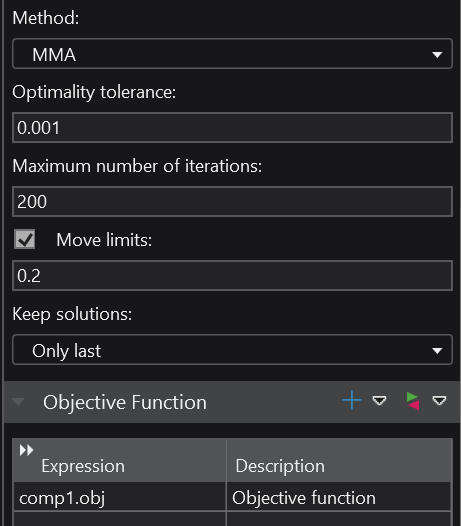 Method:
MMA
Optimality tolerance:
0.001
Maximum number of iterations:
200
Move limits:
0.2
Keep solutions:
Only last
Objective Function
Expression Description
comp1.obj Objective function